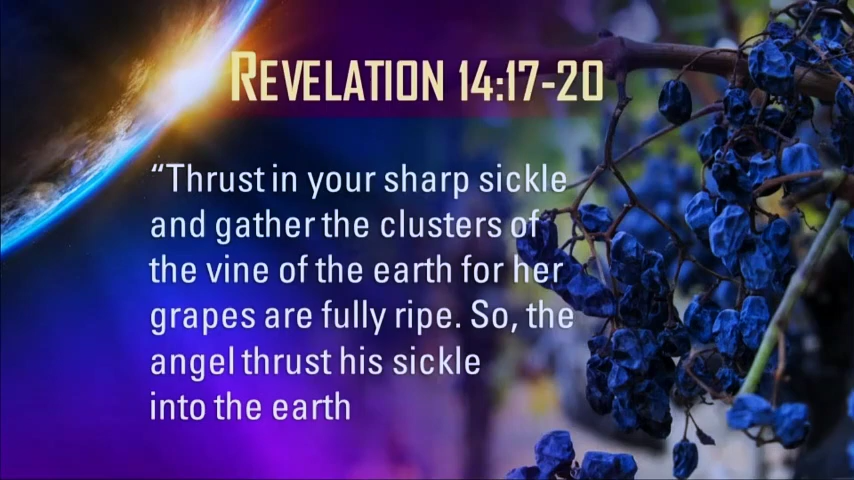 REVELATION 14:17-20
“Thrust in your sharp sickle
and gather the clusters of
the vine of the earth for her
grapes are fully ripe. So, the
angel thrust his sickle
into the earth